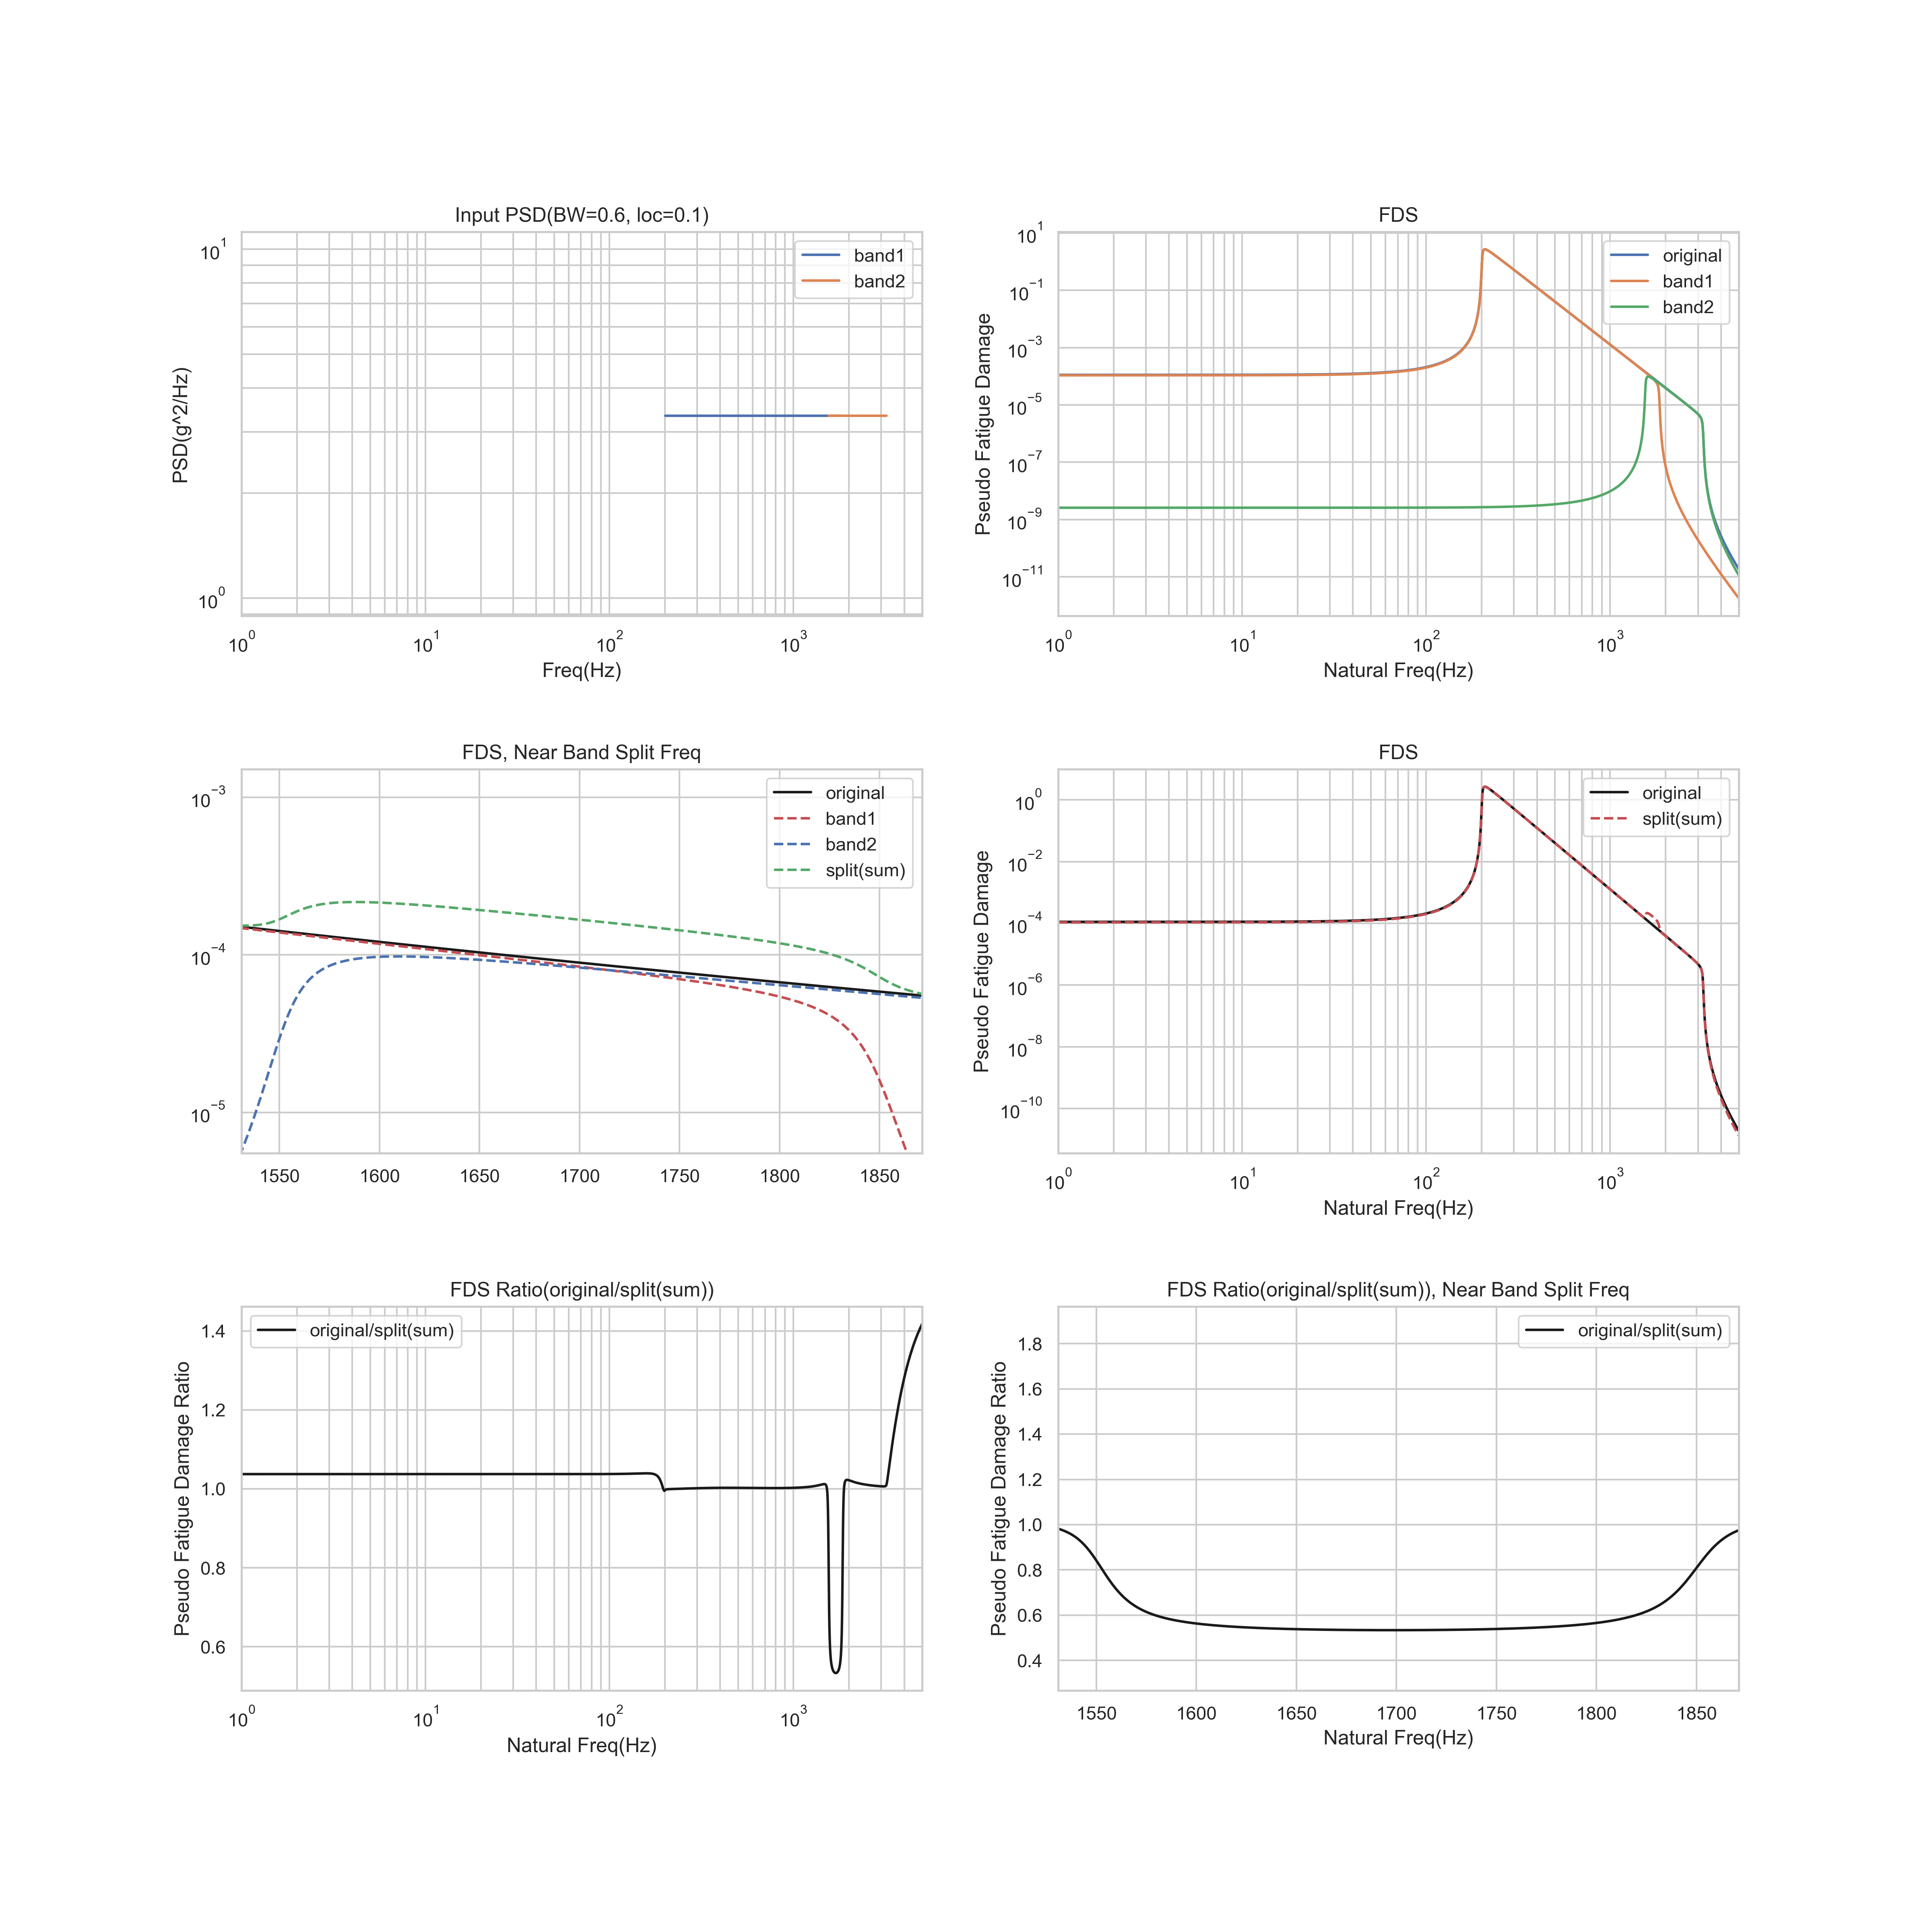 Input PSD(BW=0.6, loc=0.1)
PSD(g^2/Hz)
10^1
10^0
band1
band2
10^0 10^1 10^2 10^3
Freq(Hz)
FDS
Pseudo Fatigue Damage
10^1
10^−1
10^−3
10^−5
10^−7
10^−9
10^−11
original
band1
band2
10^0 10^1 10^2 10^3
Natural Freq(Hz)
FDS, Near Band Split Freq
10^−3
10^−4
10^−5
original
band1
band2
split(sum)
1550 1600 1650 1700 1750 1800 1850
FDS
Pseudo Fatigue Damage
10^0
10^−2
10^−4
10^−6
10^−8
10^−10
original
split(sum)
10^0 10^1 10^2 10^3
Natural Freq(Hz)
FDS Ratio(original/split(sum))
Pseudo Fatigue Damage Ratio
1.4
1.2
1.0
0.8
0.6
original/split(sum)
10^0 10^1 10^2 10^3
Natural Freq(Hz)
FDS Ratio(original/split(sum)), Near Band Split Freq
Pseudo Fatigue Damage Ratio
1.8
1.6
1.4
1.2
1.0
0.8
0.6
0.4
original/split(sum)
1550 1600 1650 1700 1750 1800 1850
Natural Freq(Hz)